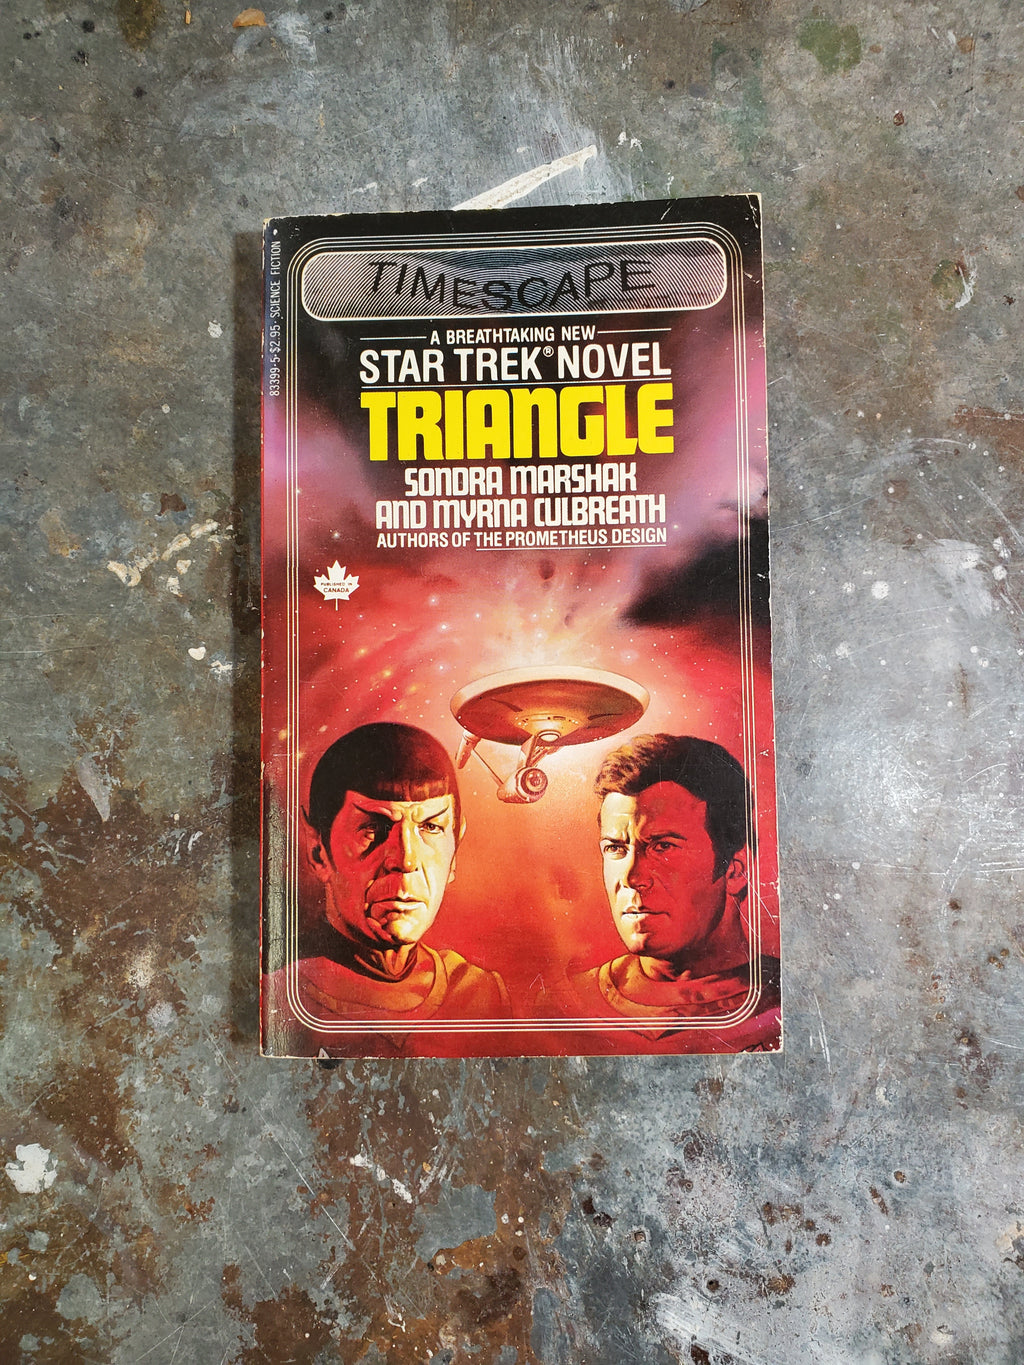 TIMESCAPE
A BREATHTAKING NEW
STAR TREK® NOVEL
TRIANGLE
SONDRA MARSHAK
AND MYRNA CULBREATH
AUTHORS OF THE PROMETHEUS DESIGN
PUBLISHED IN
CANADA
83399-5·$2.95·SCIENCE FICTION